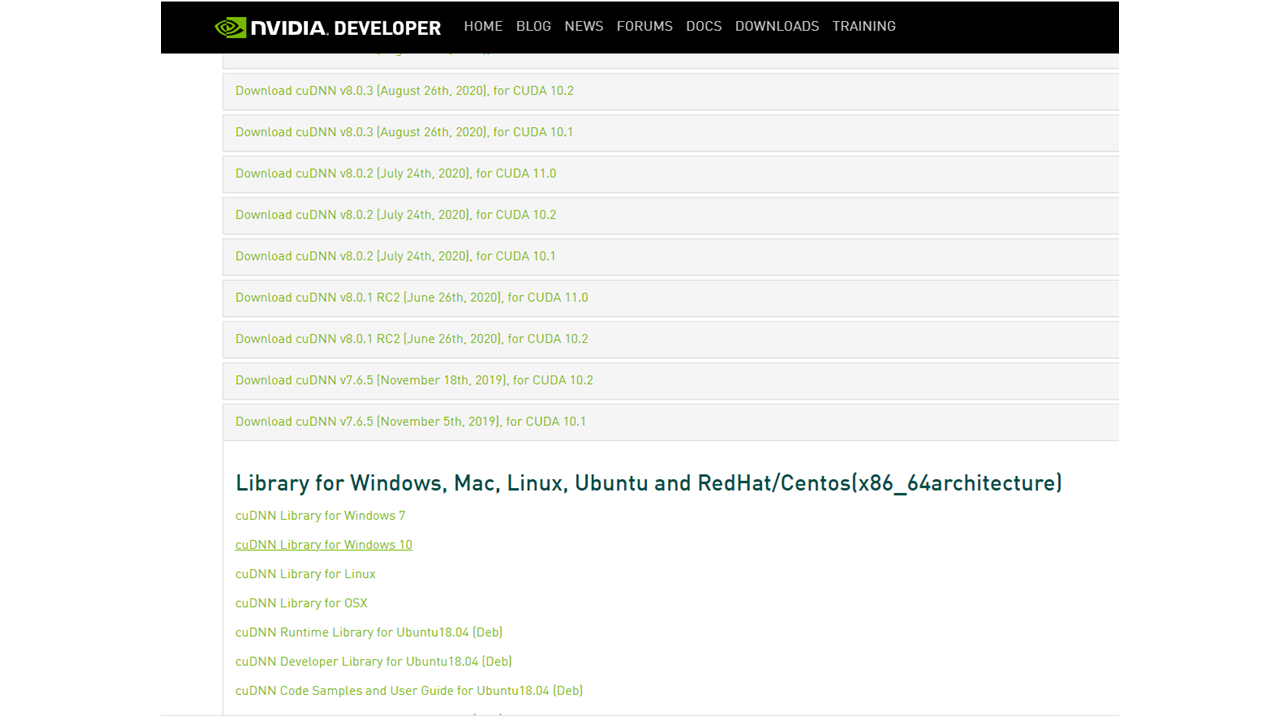 NVIDIA DEVELOPER HOME BLOG NEWS FORUMS DOCS DOWNLOADS TRAINING
Download cuDNN v8.0.3 (August 26th, 2020), for CUDA 10.2
Download cuDNN v8.0.3 (August 26th, 2020), for CUDA 10.1
Download cuDNN v8.0.2 (July 24th, 2020), for CUDA 11.0
Download cuDNN v8.0.2 (July 24th, 2020), for CUDA 10.2
Download cuDNN v8.0.2 (July 24th, 2020), for CUDA 10.1
Download cuDNN v8.0.1 RC2 (June 26th, 2020), for CUDA 11.0
Download cuDNN v8.0.1 RC2 (June 26th, 2020), for CUDA 10.2
Download cuDNN v7.6.5 (November 18th, 2019), for CUDA 10.2
Download cuDNN v7.6.5 (November 5th, 2019), for CUDA 10.1
Library for Windows, Mac, Linux, Ubuntu and RedHat/Centos(x86_64architecture)
cuDNN Library for Windows 7
cuDNN Library for Windows 10
cuDNN Library for Linux
cuDNN Library for OSX
cuDNN Runtime Library for Ubuntu18.04 (Deb)
cuDNN Developer Library for Ubuntu18.04 (Deb)
cuDNN Code Samples and User Guide for Ubuntu18.04 (Deb)